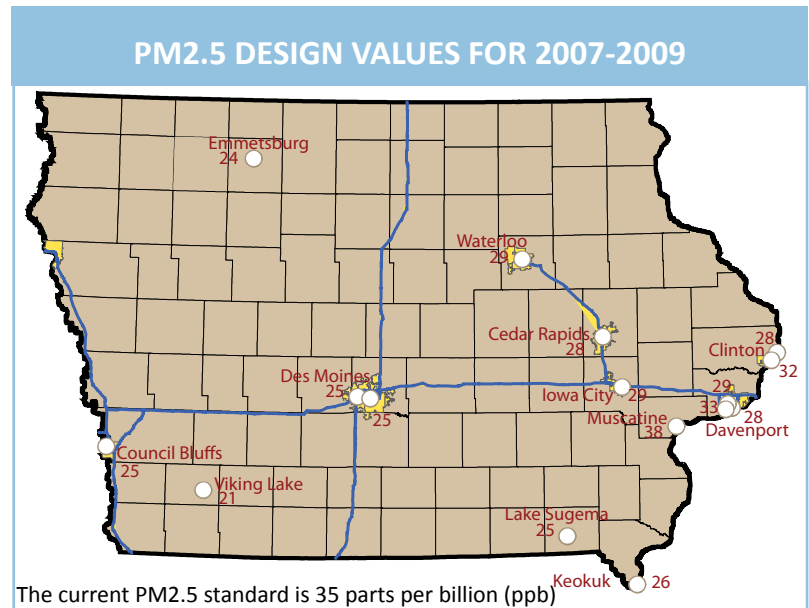 PM2.5 DESIGN VALUES FOR 2007-2009
Emmetsburg
24
Waterloo
29
Cedar Rapids
28
28
Clinton
32
Des Moines
25
25
Iowa City
29
29
33
28
Davenport
Muscatine
38
Council Bluffs
25
Viking Lake
21
Lake Sugema
25
Keokuk
26
The current PM2.5 standard is 35 parts per billion (ppb)